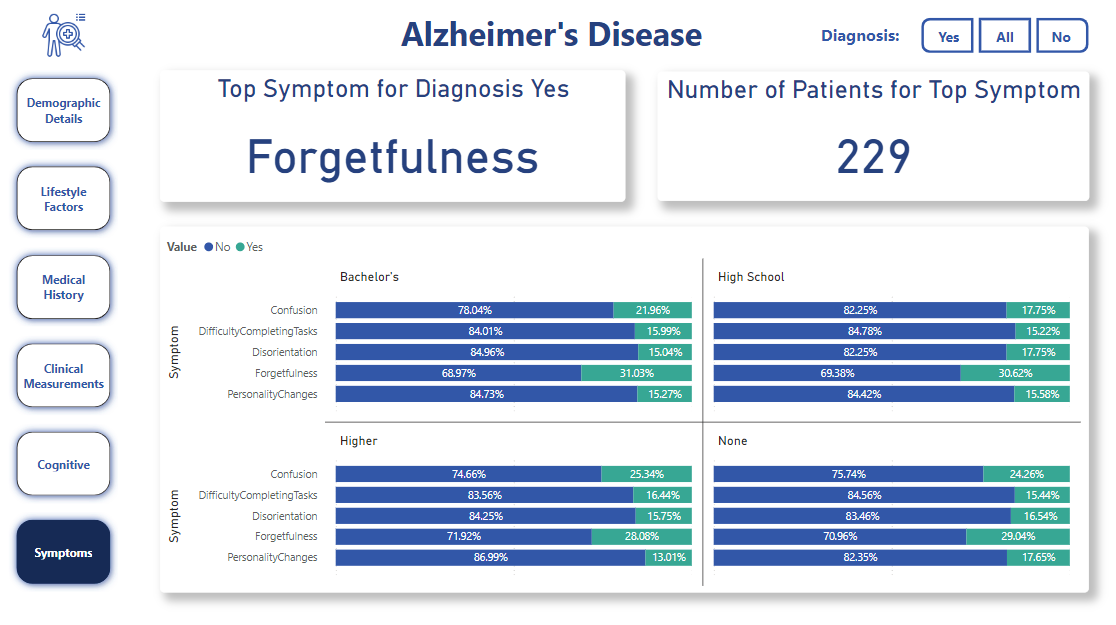 Alzheimer's Disease
Diagnosis:
Yes
All
No
Demographic
Details
Lifestyle
Factors
Medical
History
Clinical
Measurements
Cognitive
Symptoms
Top Symptom for Diagnosis Yes
Forgetfulness
Number of Patients for Top Symptom
229
Value No Yes
Bachelor's
Symptom
Confusion 78.04% 21.96%
DifficultyCompletingTasks 84.01% 15.99%
Disorientation 84.96% 15.04%
Forgetfulness 68.97% 31.03%
PersonalityChanges 84.73% 15.27%
High School
82.25% 17.75%
84.78% 15.22%
82.25% 17.75%
69.38% 30.62%
84.42% 15.58%
Higher
Symptom
Confusion 74.66% 25.34%
DifficultyCompletingTasks 83.56% 16.44%
Disorientation 84.25% 15.75%
Forgetfulness 71.92% 28.08%
PersonalityChanges 86.99% 13.01%
None
75.74% 24.26%
84.56% 15.44%
83.46% 16.54%
70.96% 29.04%
82.35% 17.65%